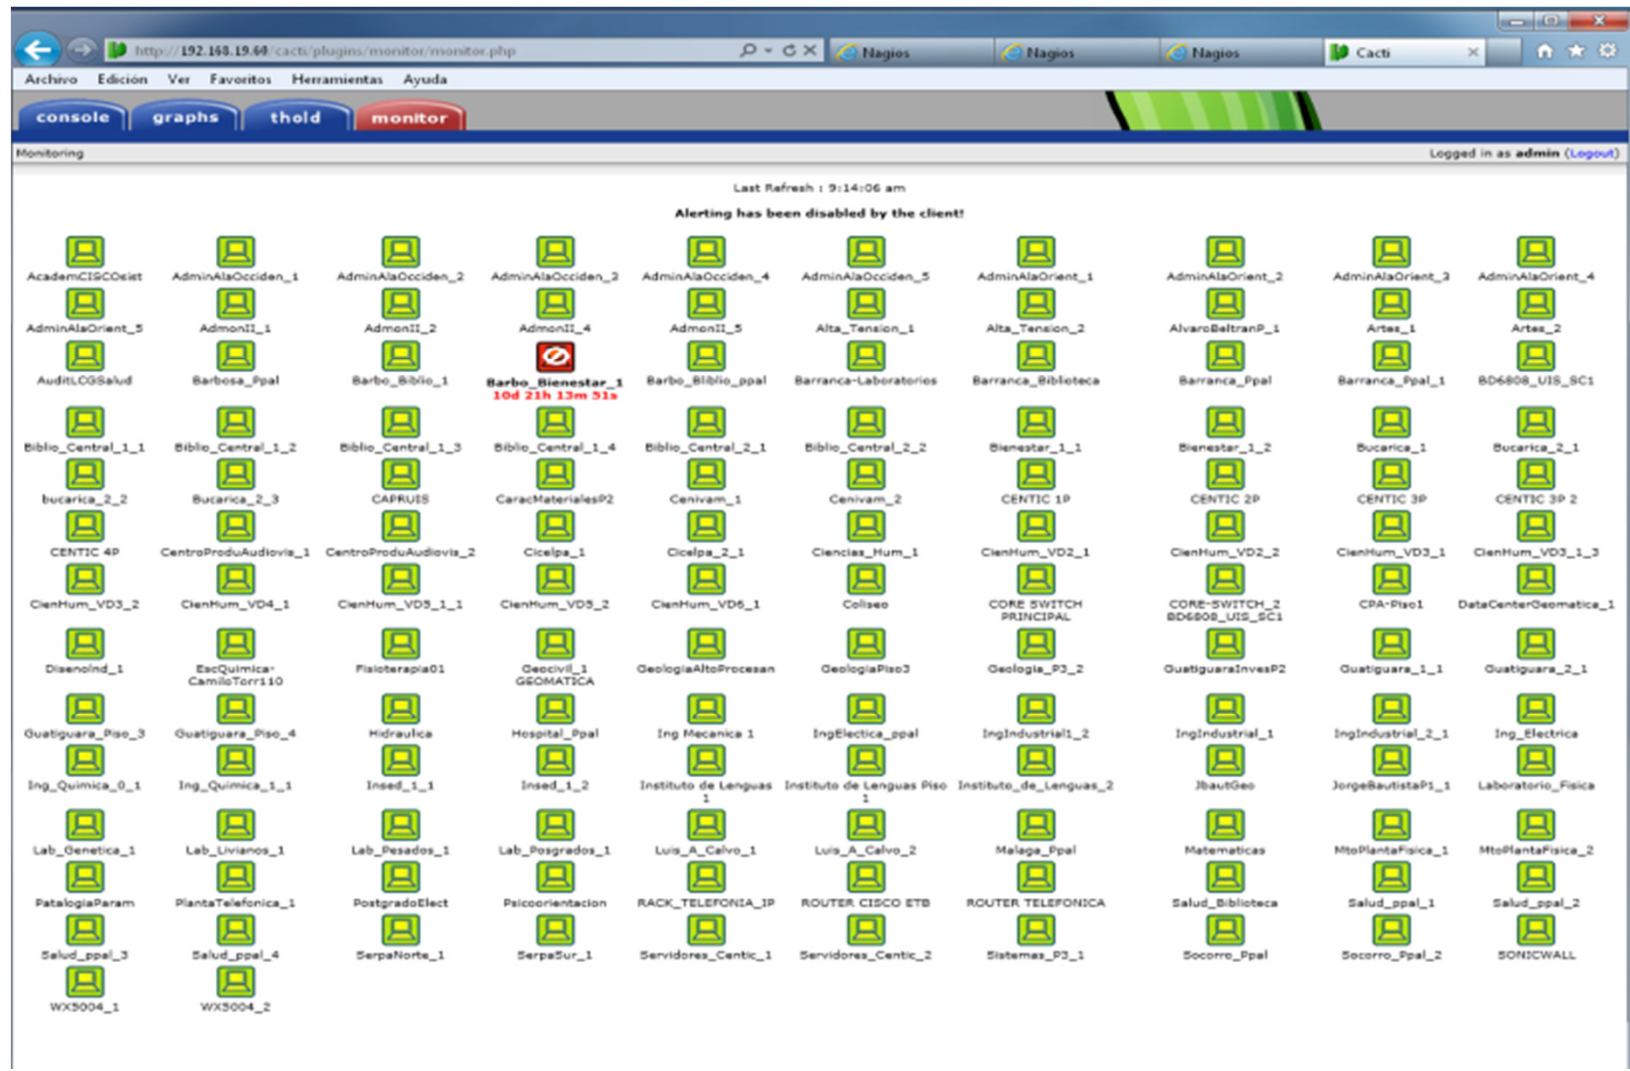 http://192.168.19.60/cacti/plugins/monitor/monitor.php
Nagios
Nagios
Nagios
Cacti
Archivo Edición Ver Favoritos Herramientas Ayuda
console graphs thold monitor
Monitoring
Logged in as admin (Logout)
Last Refresh : 9:14:06 am
Alerting has been disabled by the client!
AcademCISCOsist AdminAlaOcciden_1 AdminAlaOcciden_2 AdminAlaOcciden_3 AdminAlaOcciden_4 AdminAlaOcciden_5 AdminAlaOrient_1 AdminAlaOrient_2 AdminAlaOrient_3 AdminAlaOrient_4
AdminAlaOrient_5 AdmonII_1 AdmonII_2 AdmonII_4 AdmonII_5 Alta_Tension_1 Alta_Tension_2 AlvaroBeltranP_1 Artes_1 Artes_2
AuditLCGSalud Barbosa_Ppal Barbo_Biblio_1 Barbo_Bienestar_1 Barbo_Bliblio_ppal Barranca-Laboratorios Barranca_Biblioteca Barranca_Ppal Barranca_Ppal_1 BD6808_UIS_SC1
10d 21h 13m 51s
Biblio_Central_1_1 Biblio_Central_1_2 Biblio_Central_1_3 Biblio_Central_1_4 Biblio_Central_2_1 Biblio_Central_2_2 Bienestar_1_1 Bienestar_1_2 Bucarica_1 Bucarica_2_1
bucarica_2_2 Bucarica_2_3 CAPRUIS CaracMaterialesP2 Cenivam_1 Cenivam_2 CENTIC 1P CENTIC 2P CENTIC 3P CENTIC 3P 2
CENTIC 4P CentroProduAudiovis_1 CentroProduAudiovis_2 Cicelpa_1 Cicelpa_2_1 Ciencias_Hum_1 CienHum_VD2_1 CienHum_VD2_2 CienHum_VD3_1 CienHum_VD3_1_3
CienHum_VD3_2 CienHum_VD4_1 CienHum_VD5_1_1 CienHum_VD5_2 CienHum_VD6_1 Coliseo CORE SWITCH CORE-SWITCH_2 CPA-Piso1 DataCenterGeomatica_1
PRINCIPAL BD6808_UIS_SC1
DisenoInd_1 EscQuimica- Fisioterapia01 Geocivil_1 GeologiaAltoProcesan GeologiaPiso3 Geologia_P3_2 GuatiguaraInvesP2 Guatiguara_1_1 Guatiguara_2_1
CamiloTorr110 GEOMATICA
Guatiguara_Piso_3 Guatiguara_Piso_4 Hidraulica Hospital_Ppal Ing Mecanica 1 IngElectica_ppal IngIndustrial1_2 IngIndustrial_1 IngIndustrial_2_1 Ing_Electrica
Ing_Quimica_0_1 Ing_Quimica_1_1 Insed_1_1 Insed_1_2 Instituto de Lenguas Instituto de Lenguas Piso Instituto_de_Lenguas_2 JbautGeo JorgeBautistaP1_1 Laboratorio_Fisica
1 1
Lab_Genetica_1 Lab_Livianos_1 Lab_Pesados_1 Lab_Posgrados_1 Luis_A_Calvo_1 Luis_A_Calvo_2 Malaga_Ppal Matematicas MtoPlantaFisica_1 MtoPlantaFisica_2
PatalogiaParam PlantaTelefonica_1 PostgradoElect Psicoorientacion RACK_TELEFONIA_IP ROUTER CISCO ETB ROUTER TELEFONICA Salud_Biblioteca Salud_ppal_1 Salud_ppal_2
Salud_ppal_3 Salud_ppal_4 SerpaNorte_1 SerpaSur_1 Servidores_Centic_1 Servidores_Centic_2 Sistemas_P3_1 Socorro_Ppal Socorro_Ppal_2 SONICWALL
WX5004_1 WX5004_2